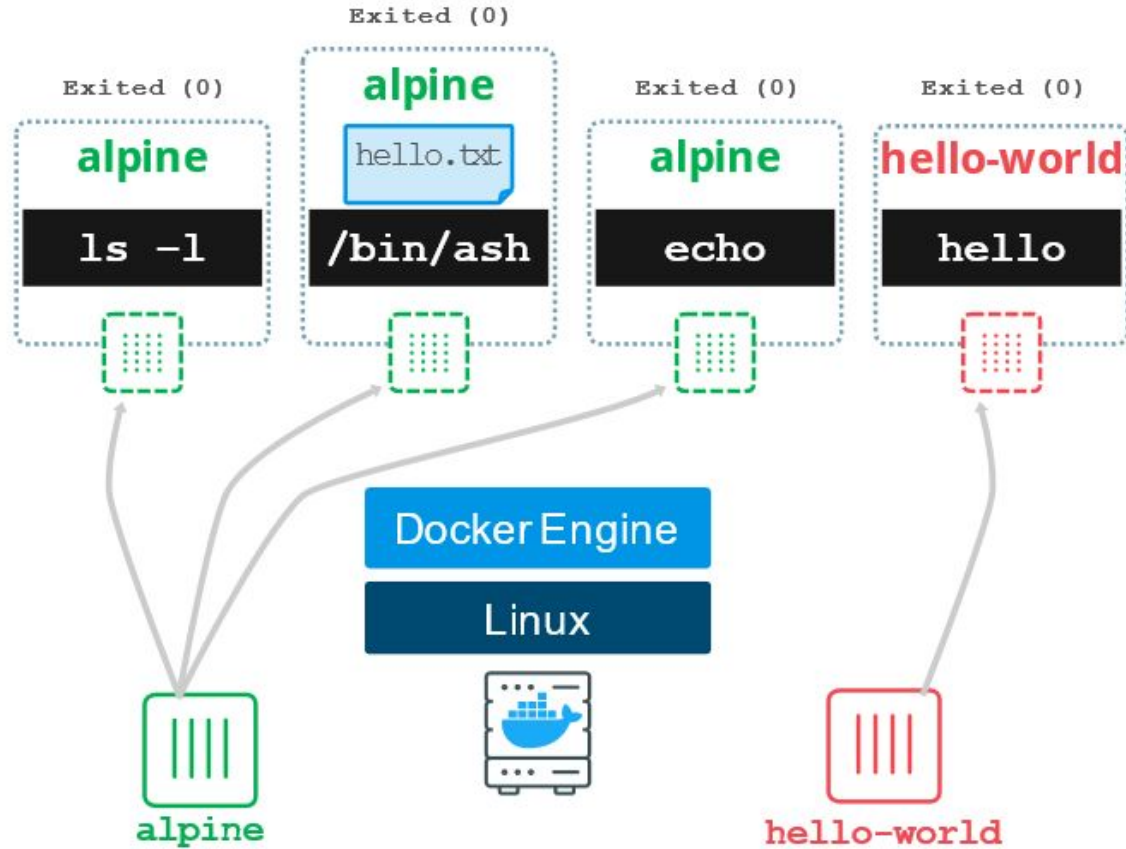 Exited (0)
Exited (0)
alpine
ls –l
alpine
hello.txt
/bin/ash
Exited (0)
alpine
echo
Exited (0)
hello-world
hello
Docker Engine
Linux
alpine
hello-world